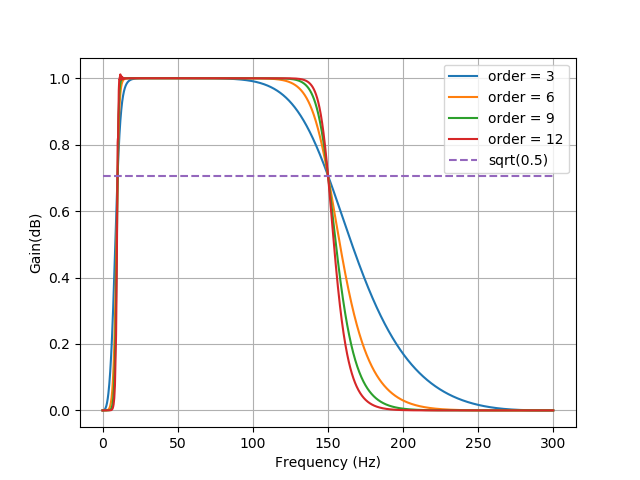 1.0
0.8
0.6
0.4
0.2
0.0
Gain(dB)
order = 3
order = 6
order = 9
order = 12
sqrt(0.5)
0 50 100 150 200 250 300
Frequency (Hz)